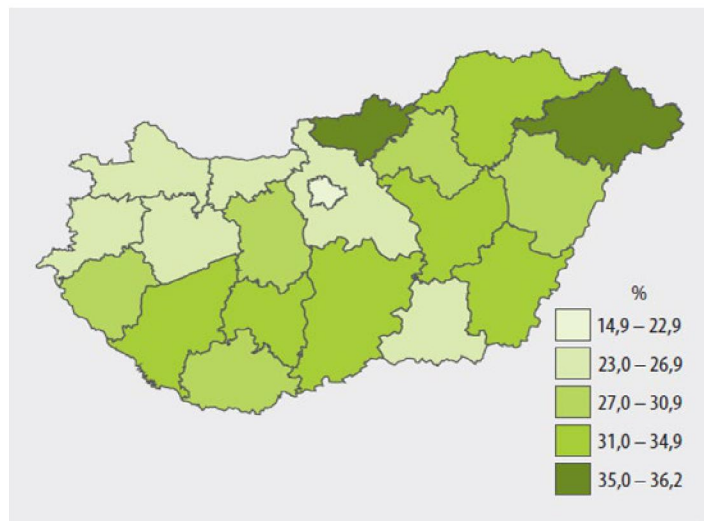 %
14,9 – 22,9
23,0 – 26,9
27,0 – 30,9
31,0 – 34,9
35,0 – 36,2